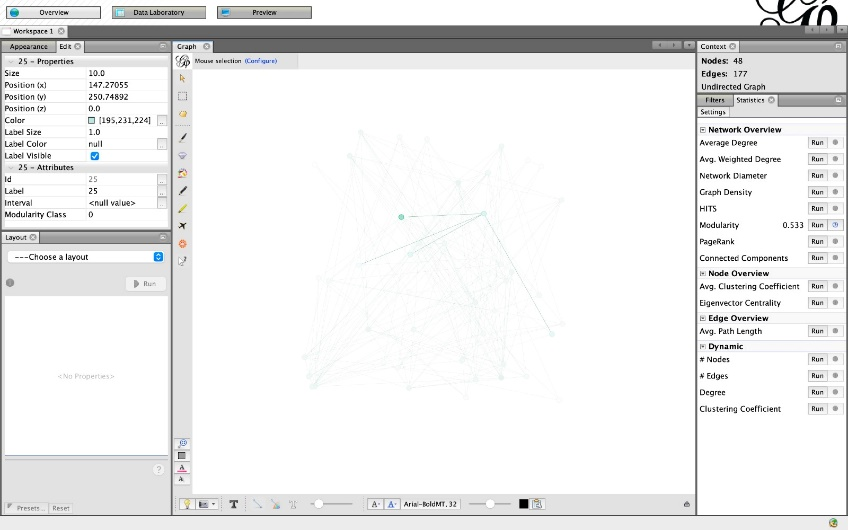 Overview
Data Laboratory
Preview
Workspace 1
Appearance
Edit
25 - Properties
Size 10.0
Position (x) 147.27055
Position (y) 250.74892
Position (z) 0.0
Color [195,231,224]
Label Size 1.0
Label Color null
Label Visible
25 - Attributes
Id 25
Label 25
Interval <null value>
Modularity Class 0
Layout
---Choose a layout
Run
<No Properties>
Presets...
Reset
Graph
Mouse selection (Configure)
Arial-BoldMT, 32
Context
Nodes: 48
Edges: 177
Undirected Graph
Filters
Statistics
Settings
Network Overview
Average Degree Run
Avg. Weighted Degree Run
Network Diameter Run
Graph Density Run
HITS Run
Modularity 0.533 Run
PageRank Run
Connected Components Run
Node Overview
Avg. Clustering Coefficient Run
Eigenvector Centrality Run
Edge Overview
Avg. Path Length Run
Dynamic
# Nodes Run
# Edges Run
Degree Run
Clustering Coefficient Run